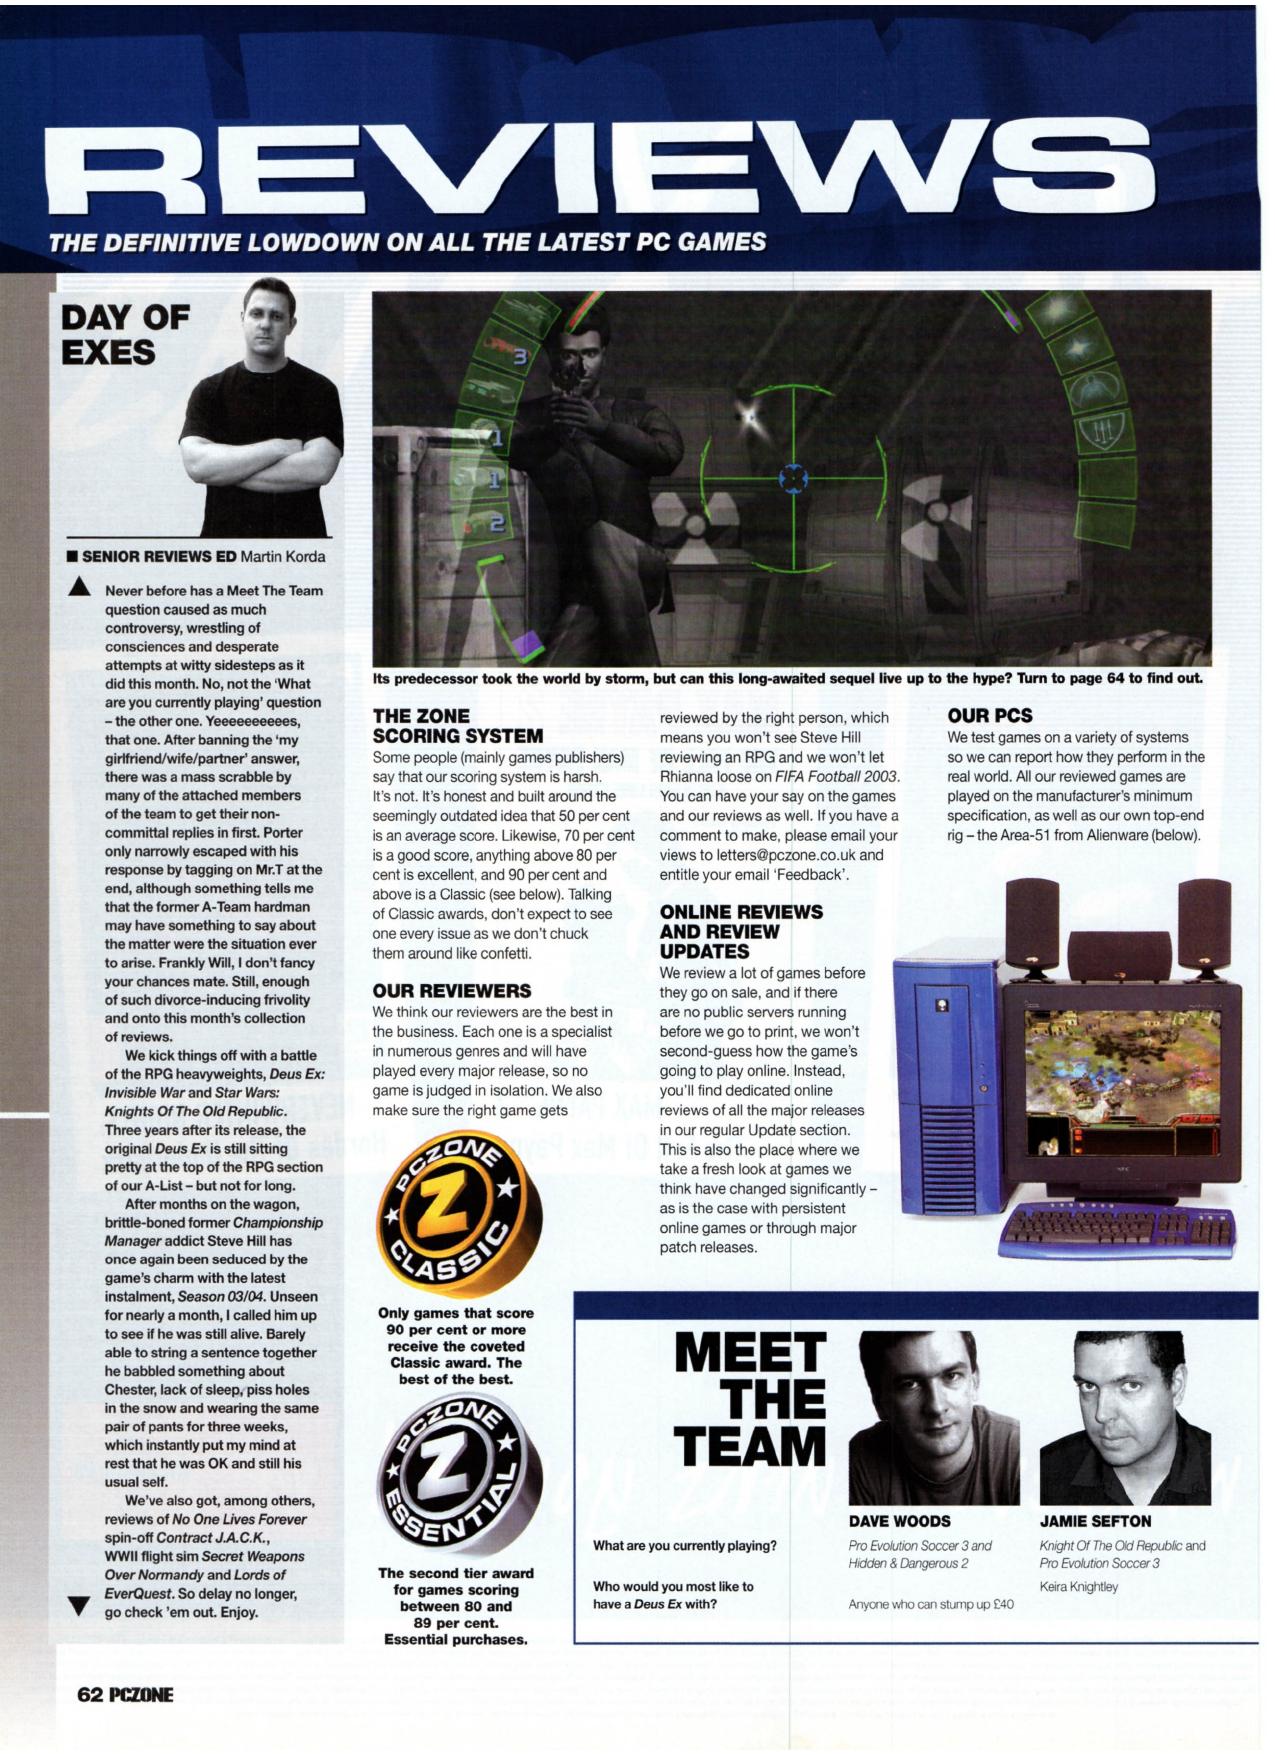 REVIEWS
THE DEFINITIVE LOWDOWN ON ALL THE LATEST PC GAMES
DAY OF
EXES
■ SENIOR REVIEWS ED Martin Korda
Never before has a Meet The Team
question caused as much
controversy, wrestling of
consciences and desperate
attempts at witty sidesteps as it
did this month. No, not the 'What
are you currently playing' question
– the other one. Yeeeeeeeeees,
that one. After banning the 'my
girlfriend/wife/partner' answer,
there was a mass scrabble by
many of the attached members
of the team to get their non-
committal replies in first. Porter
only narrowly escaped with his
response by tagging on Mr.T at the
end, although something tells me
that the former A-Team hardman
may have something to say about
the matter were the situation ever
to arise. Frankly Will, I don't fancy
your chances mate. Still, enough
of such divorce-inducing frivolity
and onto this month's collection
of reviews.
We kick things off with a battle
of the RPG heavyweights, Deus Ex:
Invisible War and Star Wars:
Knights Of The Old Republic.
Three years after its release, the
original Deus Ex is still sitting
pretty at the top of the RPG section
of our A-List – but not for long.
After months on the wagon,
brittle-boned former Championship
Manager addict Steve Hill has
once again been seduced by the
game's charm with the latest
instalment, Season 03/04. Unseen
for nearly a month, I called him up
to see if he was still alive. Barely
able to string a sentence together
he babbled something about
Chester, lack of sleep, piss holes
in the snow and wearing the same
pair of pants for three weeks,
which instantly put my mind at
rest that he was OK and still his
usual self.
We've also got, among others,
reviews of No One Lives Forever
spin-off Contract J.A.C.K.,
WWII flight sim Secret Weapons
Over Normandy and Lords of
EverQuest. So delay no longer,
go check 'em out. Enjoy.
3
1
1
2
Its predecessor took the world by storm, but can this long-awaited sequel live up to the hype? Turn to page 64 to find out.
THE ZONE
SCORING SYSTEM
Some people (mainly games publishers)
say that our scoring system is harsh.
It's not. It's honest and built around the
seemingly outdated idea that 50 per cent
is an average score. Likewise, 70 per cent
is a good score, anything above 80 per
cent is excellent, and 90 per cent and
above is a Classic (see below). Talking
of Classic awards, don't expect to see
one every issue as we don't chuck
them around like confetti.
OUR REVIEWERS
We think our reviewers are the best in
the business. Each one is a specialist
in numerous genres and will have
played every major release, so no
game is judged in isolation. We also
make sure the right game gets
PCZONE
Z
CLASSIC
Only games that score
90 per cent or more
receive the coveted
Classic award. The
best of the best.
PCZONE
Z
ESSENTIAL
The second tier award
for games scoring
between 80 and
89 per cent.
Essential purchases.
reviewed by the right person, which
means you won't see Steve Hill
reviewing an RPG and we won't let
Rhianna loose on FIFA Football 2003.
You can have your say on the games
and our reviews as well. If you have a
comment to make, please email your
views to letters@pczone.co.uk and
entitle your email 'Feedback'.
ONLINE REVIEWS
AND REVIEW
UPDATES
We review a lot of games before
they go on sale, and if there
are no public servers running
before we go to print, we won't
second-guess how the game's
going to play online. Instead,
you'll find dedicated online
reviews of all the major releases
in our regular Update section.
This is also the place where we
take a fresh look at games we
think have changed significantly –
as is the case with persistent
online games or through major
patch releases.
OUR PCS
We test games on a variety of systems
so we can report how they perform in the
real world. All our reviewed games are
played on the manufacturer's minimum
specification, as well as our own top-end
rig – the Area-51 from Alienware (below).
MEET
THE
TEAM
What are you currently playing?
Who would you most like to
have a Deus Ex with?
DAVE WOODS
Pro Evolution Soccer 3 and
Hidden & Dangerous 2
Anyone who can stump up £40
JAMIE SEFTON
Knight Of The Old Republic and
Pro Evolution Soccer 3
Keira Knightley
62 PCZONE